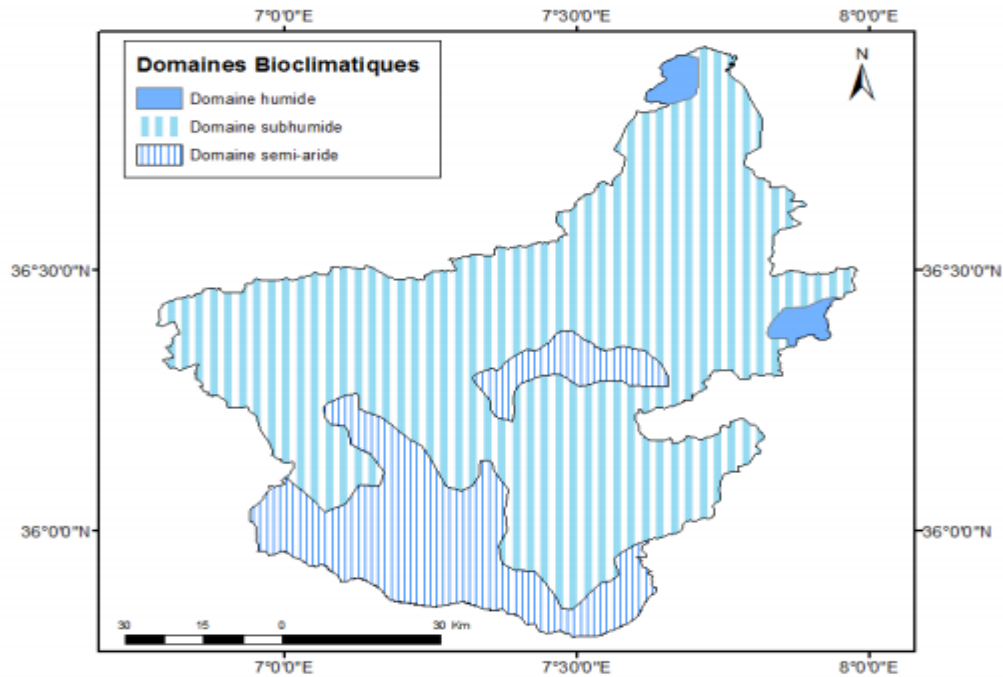 7°0'0"E 7°30'0"E 8°0'0"E
Domaines Bioclimatiques
Domaine humide
Domaine subhumide
Domaine semi-aride
N
36°30'0"N 36°30'0"N
36°0'0"N 36°0'0"N
30 15 0 30 Km
7°0'0"E 7°30'0"E 8°0'0"E